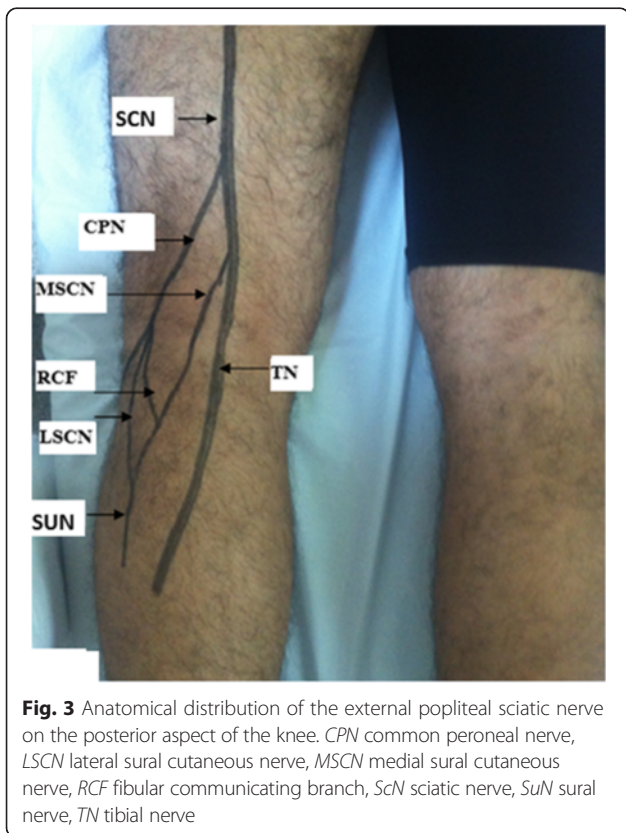 SCN
CPN
MSCN
RCF
TN
LSCN
SUN
Fig. 3 Anatomical distribution of the external popliteal sciatic nerve
on the posterior aspect of the knee. CPN common peroneal nerve,
LSCN lateral sural cutaneous nerve, MSCN medial sural cutaneous
nerve, RCF fibular communicating branch, ScN sciatic nerve, SuN sural
nerve, TN tibial nerve